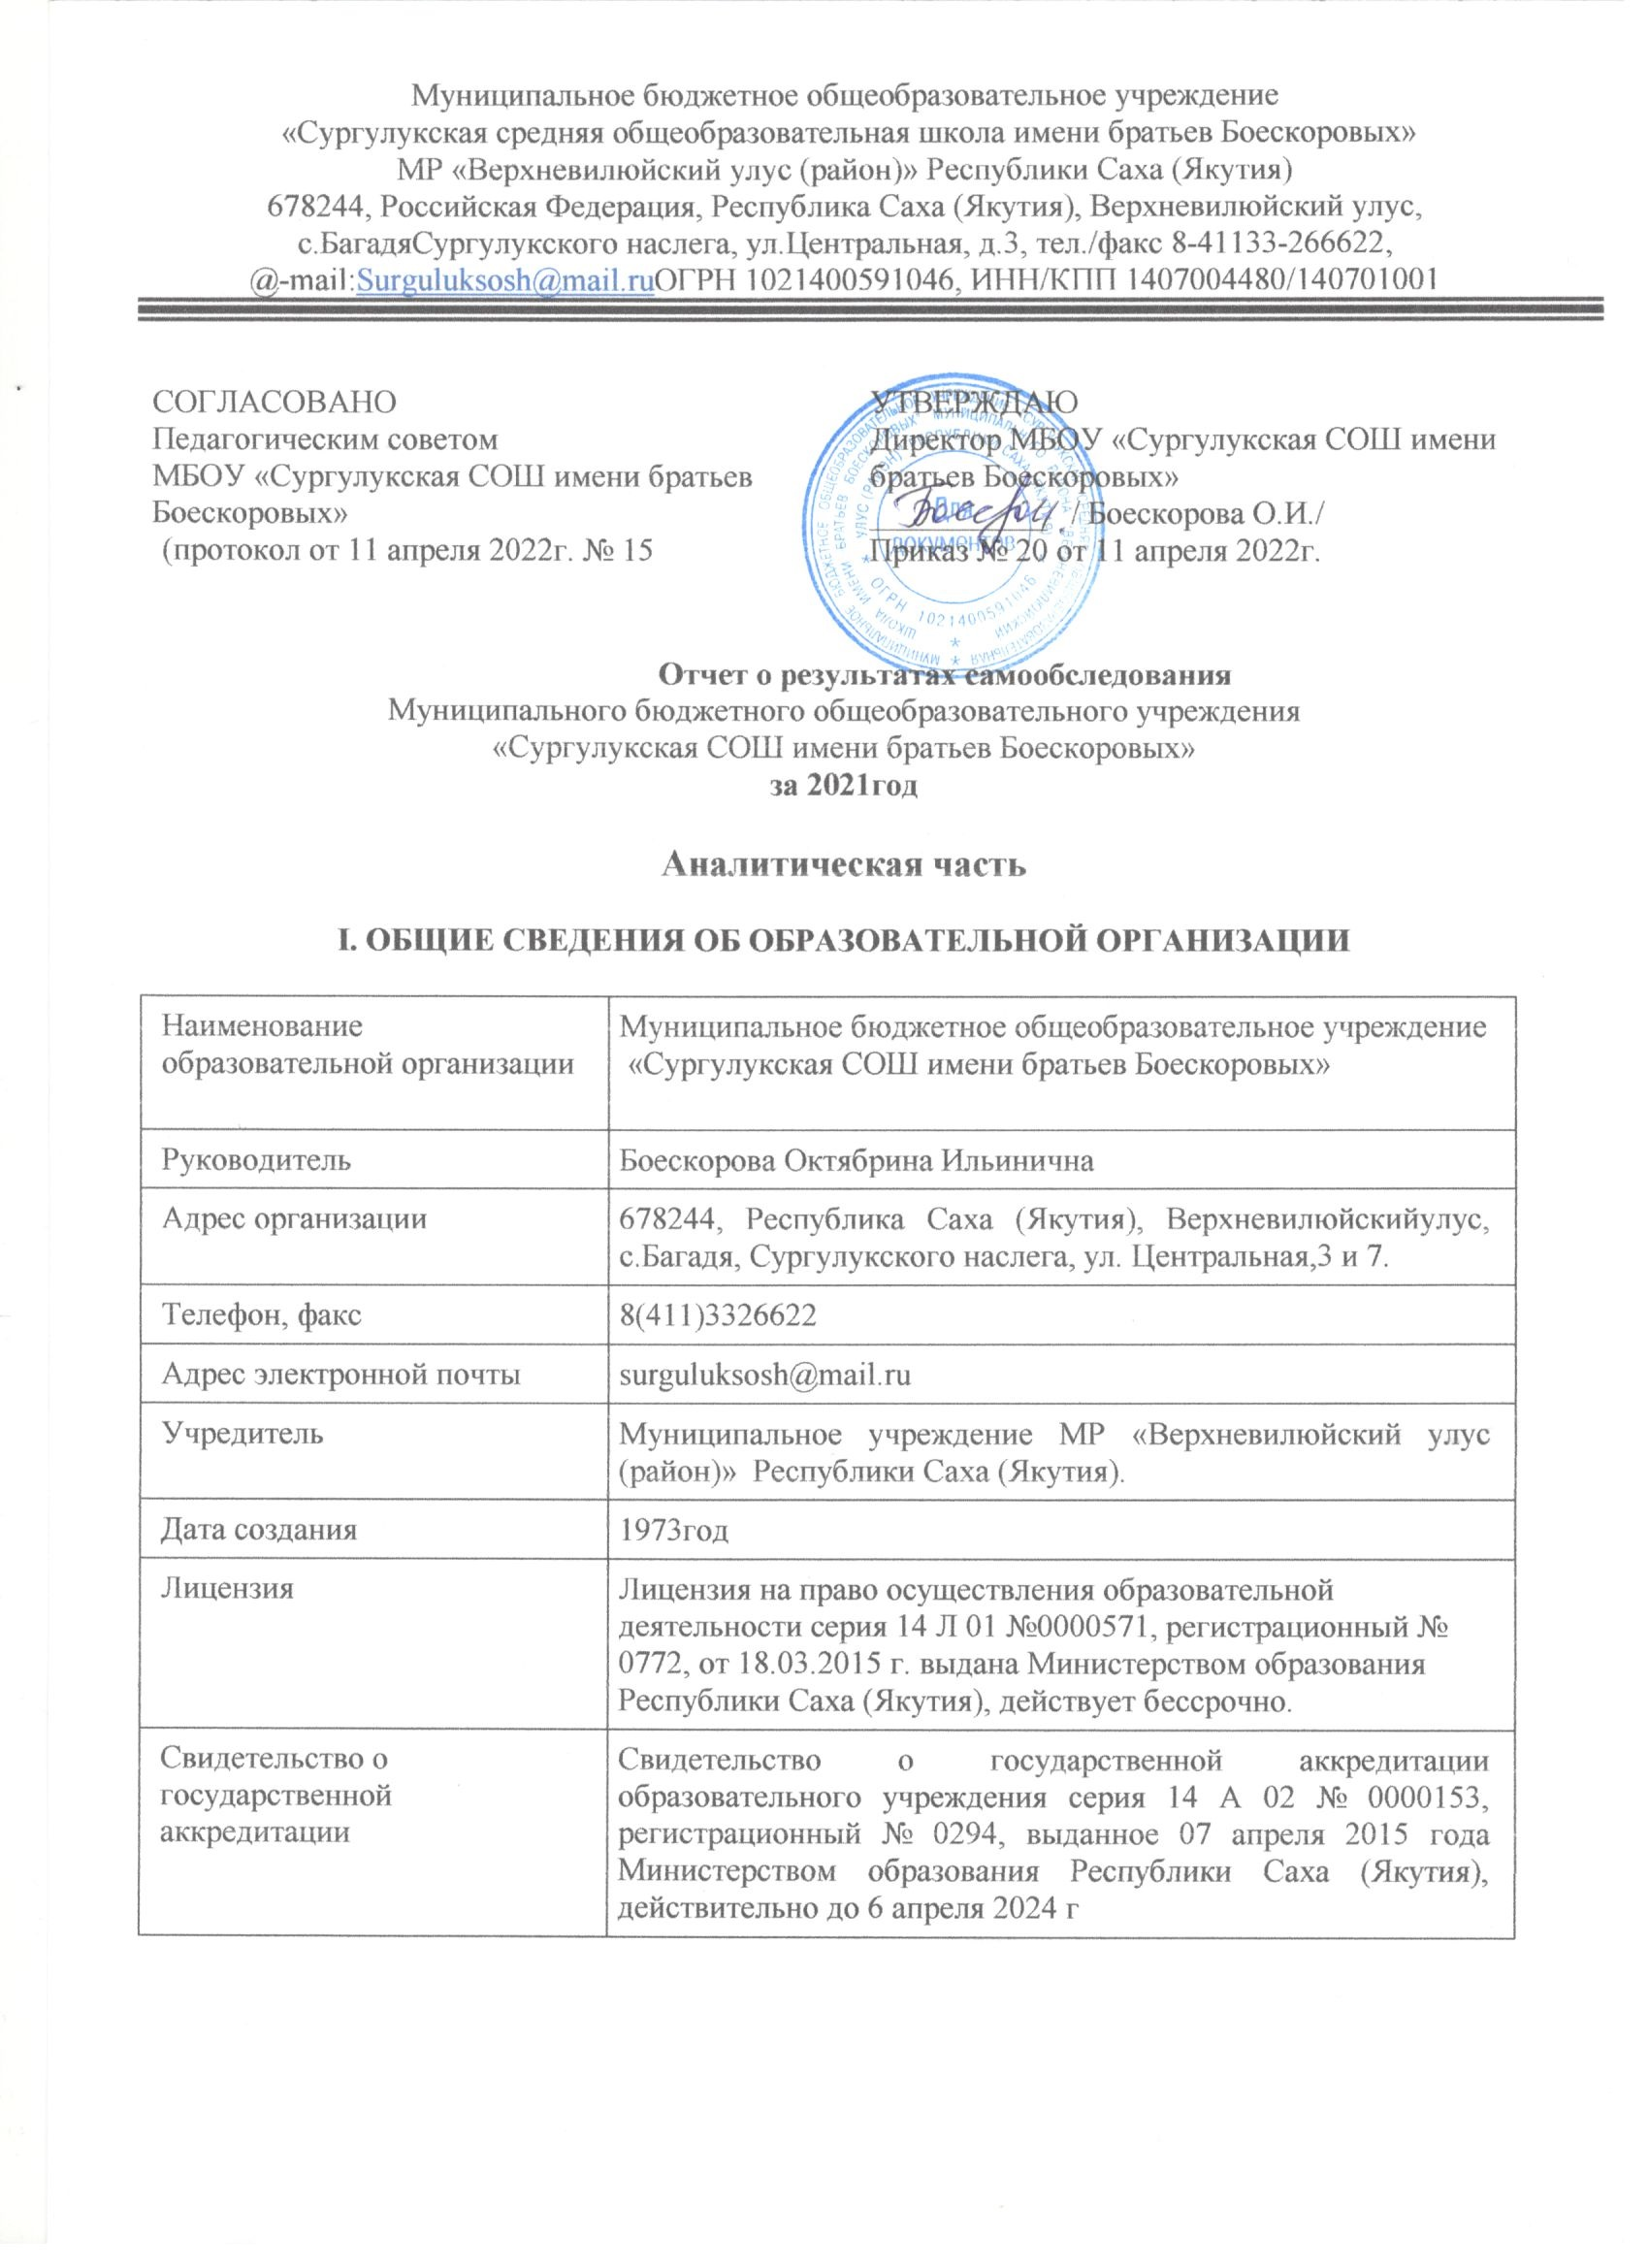 Муниципальное бюджетное общеобразовательное учреждение
«Сургулукская средняя общеобразовательная школа имени братьев Боескоровых»
МР «Верхневилюйский улус (район)» Республики Саха (Якутия)
678244, Российская Федерация, Республика Саха (Якутия), Верхневилюйский улус,
с.БагадяСургулукского наслега, ул.Центральная, д.3, тел./факс 8-41133-266622,
@-mail:Surguluksosh@mail.ruОГРН 1021400591046, ИНН/КПП 1407004480/140701001
СОГЛАСОВАНО
Педагогическим советом
МБОУ «Сургулукская СОШ имени братьев
Боескоровых»
(протокол от 11 апреля 2022г. № 15
УТВЕРЖДАЮ
Директор МБОУ «Сургулукская СОШ имени
братьев Боескоровых»
/ Боескорова О.И./
Приказ № 20 от 11 апреля 2022г.
Для
документов
ОГРН 1021400591046
Отчет о результатах самообследования
Муниципального бюджетного общеобразовательного учреждения
«Сургулукская СОШ имени братьев Боескоровых»
за 2021год
Аналитическая часть
I. ОБЩИЕ СВЕДЕНИЯ ОБ ОБРАЗОВАТЕЛЬНОЙ ОРГАНИЗАЦИИ
Наименование
образовательной организации
Муниципальное бюджетное общеобразовательное учреждение
«Сургулукская СОШ имени братьев Боескоровых»
Руководитель
Боескорова Октябрина Ильинична
Адрес организации
678244, Республика Саха (Якутия), Верхневилюйскийулус,
с.Багадя, Сургулукского наслега, ул. Центральная,3 и 7.
Телефон, факс
8(411)3326622
Адрес электронной почты
surguluksosh@mail.ru
Учредитель
Муниципальное учреждение МР «Верхневилюйский улус
(район)» Республики Саха (Якутия).
Дата создания
1973год
Лицензия
Лицензия на право осуществления образовательной
деятельности серия 14 Л 01 №0000571, регистрационный №
0772, от 18.03.2015 г. выдана Министерством образования
Республики Саха (Якутия), действует бессрочно.
Свидетельство о
государственной
аккредитации
Свидетельство о государственной аккредитации
образовательного учреждения серия 14 А 02 № 0000153,
регистрационный № 0294, выданное 07 апреля 2015 года
Министерством образования Республики Саха (Якутия),
действительно до 6 апреля 2024 г